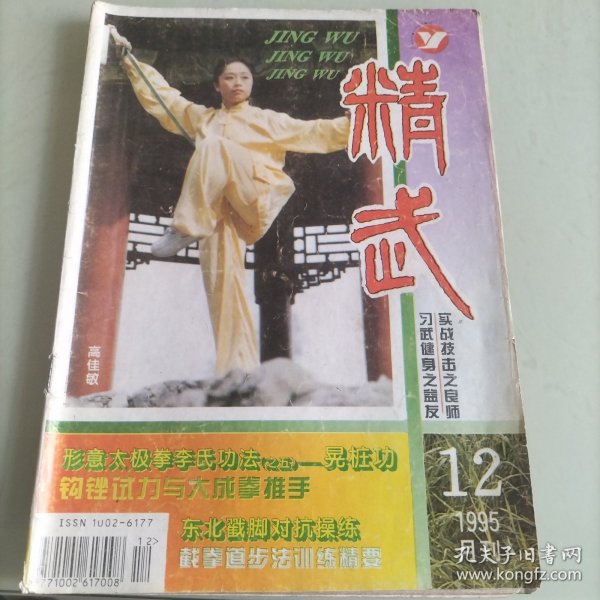 JING WU
JING WU
JING WU
精武
实战技击之良师
习武健身之益友
高佳敏
形意太极拳李氏功法(之五)——晃桩功
钩锉试力与大成拳推手
东北戳脚对抗操练
截拳道步法训练精要
12
1995
月刊
ISSN 1002-6177
12>
771002 617008
孔夫子旧书网
www.kongfz.com